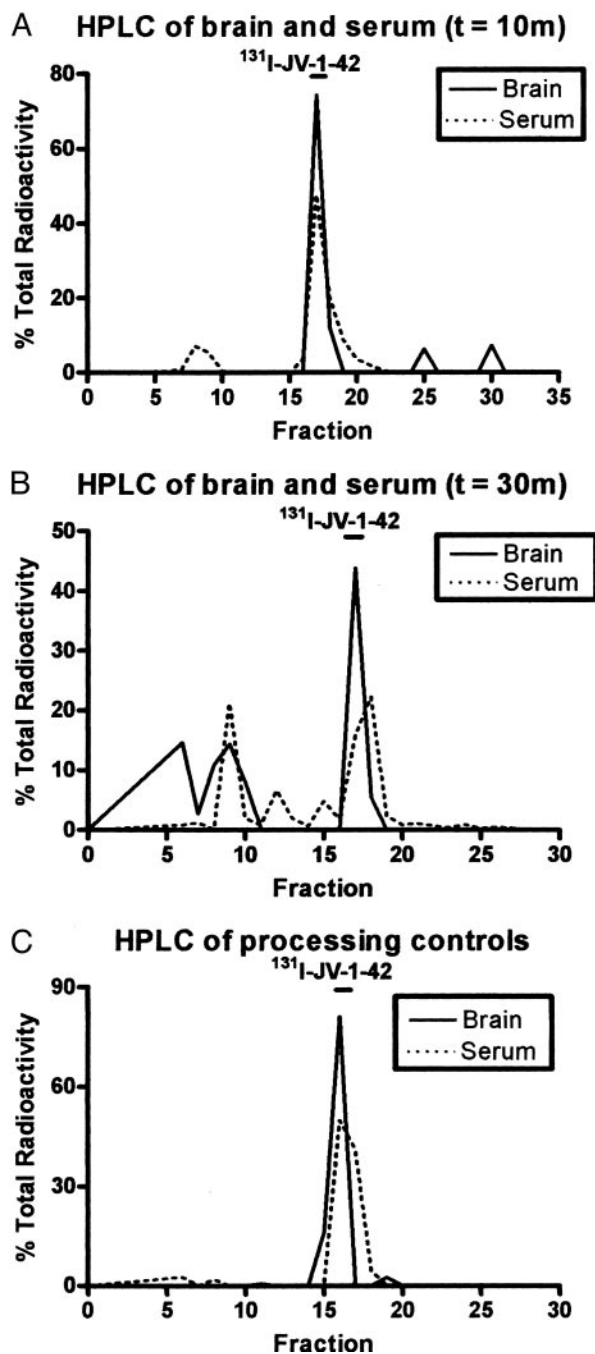 A HPLC of brain and serum (t = 10m)
¹³¹I-JV-1-42
Brain
Serum
% Total Radioactivity
80
60
40
20
0
0 5 10 15 20 25 30 35
Fraction
B HPLC of brain and serum (t = 30m)
¹³¹I-JV-1-42
Brain
Serum
% Total Radioactivity
50
40
30
20
10
0
0 5 10 15 20 25 30
Fraction
C HPLC of processing controls
¹³¹I-JV-1-42
Brain
Serum
% Total Radioactivity
90
60
30
0
0 5 10 15 20 25 30
Fraction